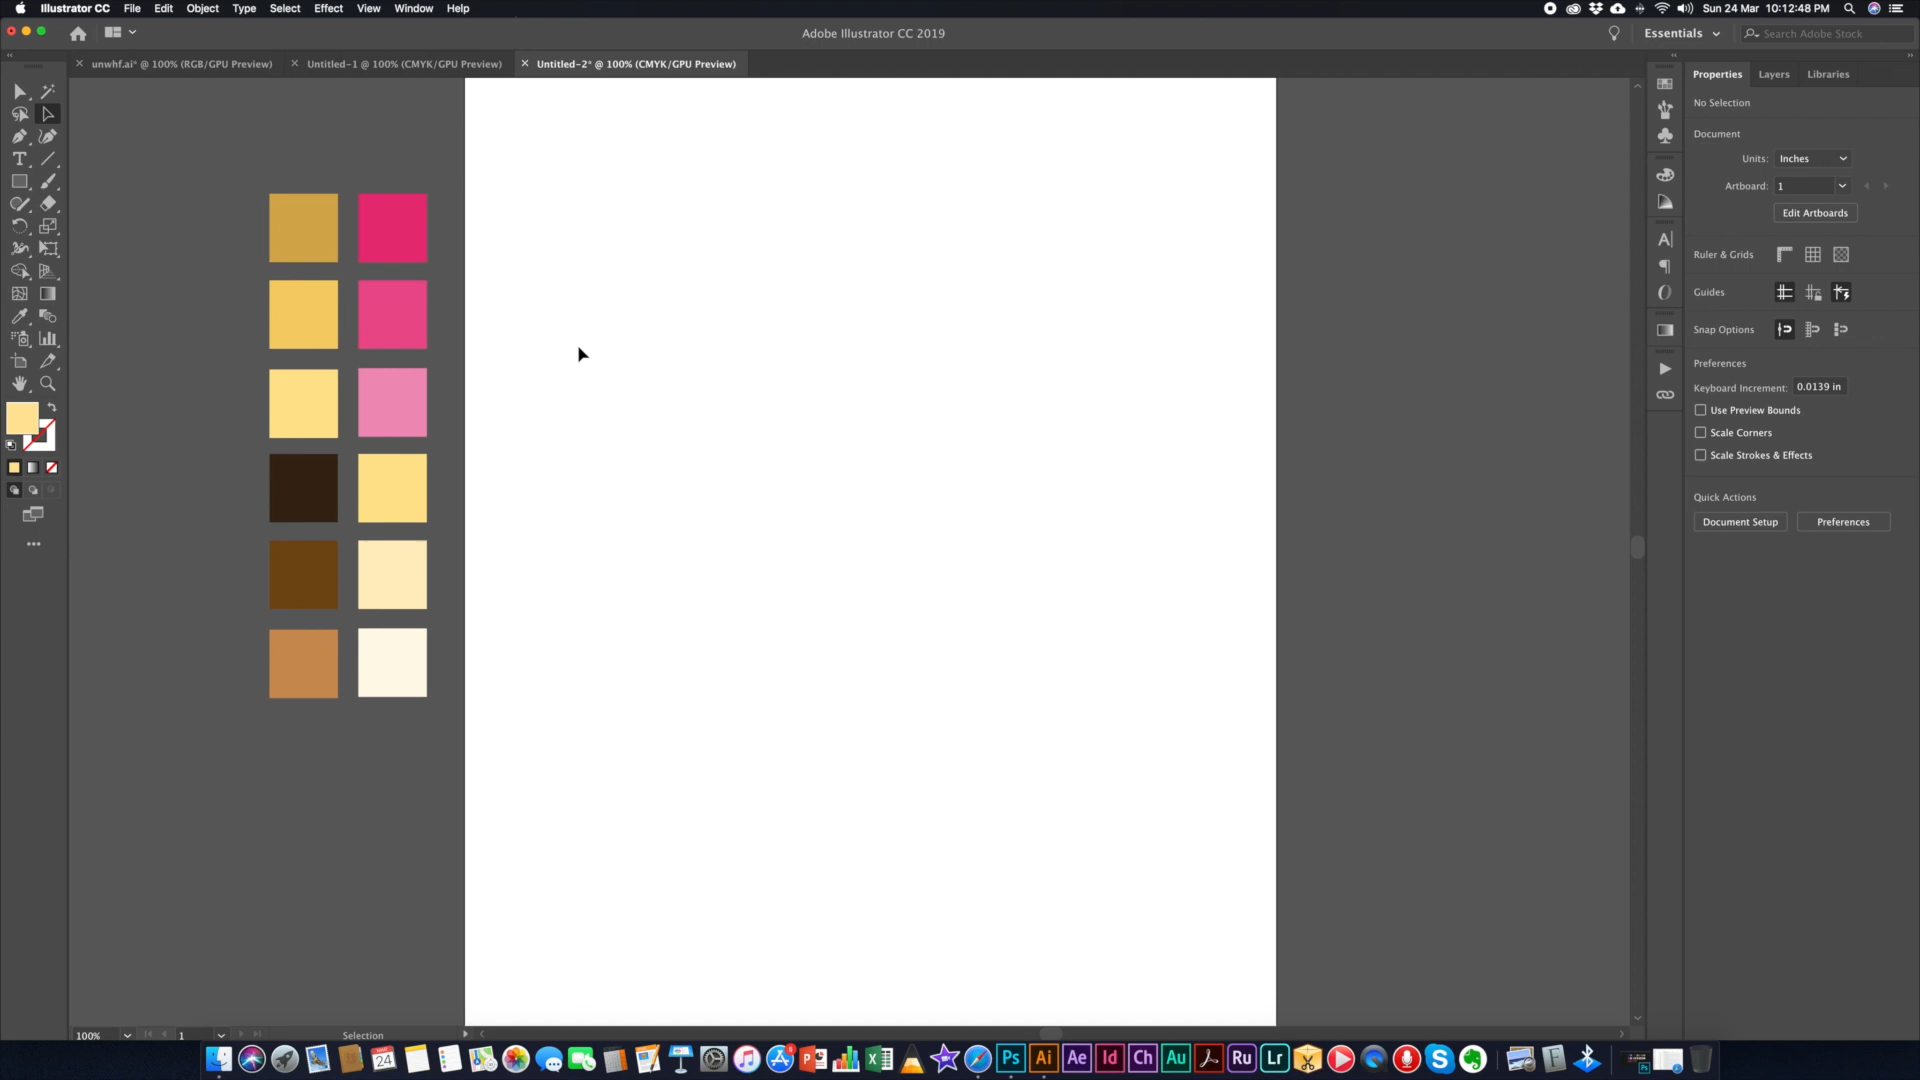 Illustrator CC File Edit Object Type Select Effect View Window Help
Sun 24 Mar 10:12:48 PM
Adobe Illustrator CC 2019
Essentials
Search Adobe Stock
unwhf.ai* @ 100% (RGB/GPU Preview)
Untitled-1 @ 100% (CMYK/GPU Preview)
Untitled-2* @ 100% (CMYK/GPU Preview)
Properties Layers Libraries
No Selection
Document
Units: Inches
Artboard: 1
Edit Artboards
Ruler & Grids
Guides
Snap Options
Preferences
Keyboard Increment: 0.0139 in
Use Preview Bounds
Scale Corners
Scale Strokes & Effects
Quick Actions
Document Setup Preferences
100% 1 Selection
24
Ps Ai Ae Id Ch Au Ru Lr